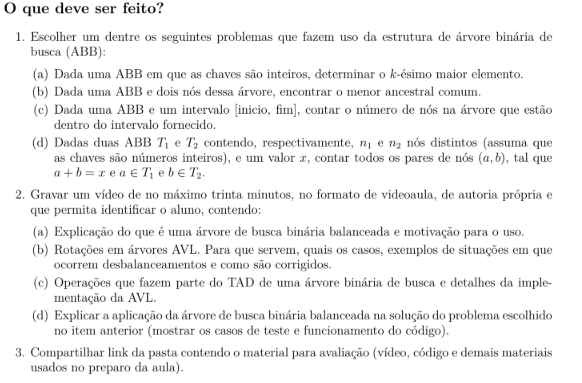 O que deve ser feito?
1. Escolher um dentre os seguintes problemas que fazem uso da estrutura de árvore binária de
busca (ABB):
(a) Dada uma ABB em que as chaves são inteiros, determinar o k-ésimo maior elemento.
(b) Dada uma ABB e dois nós dessa árvore, encontrar o menor ancestral comum.
(c) Dada uma ABB e um intervalo [inicio, fim], contar o número de nós na árvore que estão
dentro do intervalo fornecido.
(d) Dadas duas ABB T₁ e T₂ contendo, respectivamente, n₁ e n₂ nós distintos (assuma que
as chaves são números inteiros), e um valor x, contar todos os pares de nós (a, b), tal que
a + b = x e a ∈ T₁ e b ∈ T₂.
2. Gravar um vídeo de no máximo trinta minutos, no formato de videoaula, de autoria própria e
que permita identificar o aluno, contendo:
(a) Explicação do que é uma árvore de busca binária balanceada e motivação para o uso.
(b) Rotações em árvores AVL. Para que servem, quais os casos, exemplos de situações em que
ocorrem desbalanceamentos e como são corrigidos.
(c) Operações que fazem parte do TAD de uma árvore binária de busca e detalhes da imple-
mentação da AVL.
(d) Explicar a aplicação da árvore de busca binária balanceada na solução do problema escolhido
no item anterior (mostrar os casos de teste e funcionamento do código).
3. Compartilhar link da pasta contendo o material para avaliação (vídeo, código e demais materiais
usados no preparo da aula).